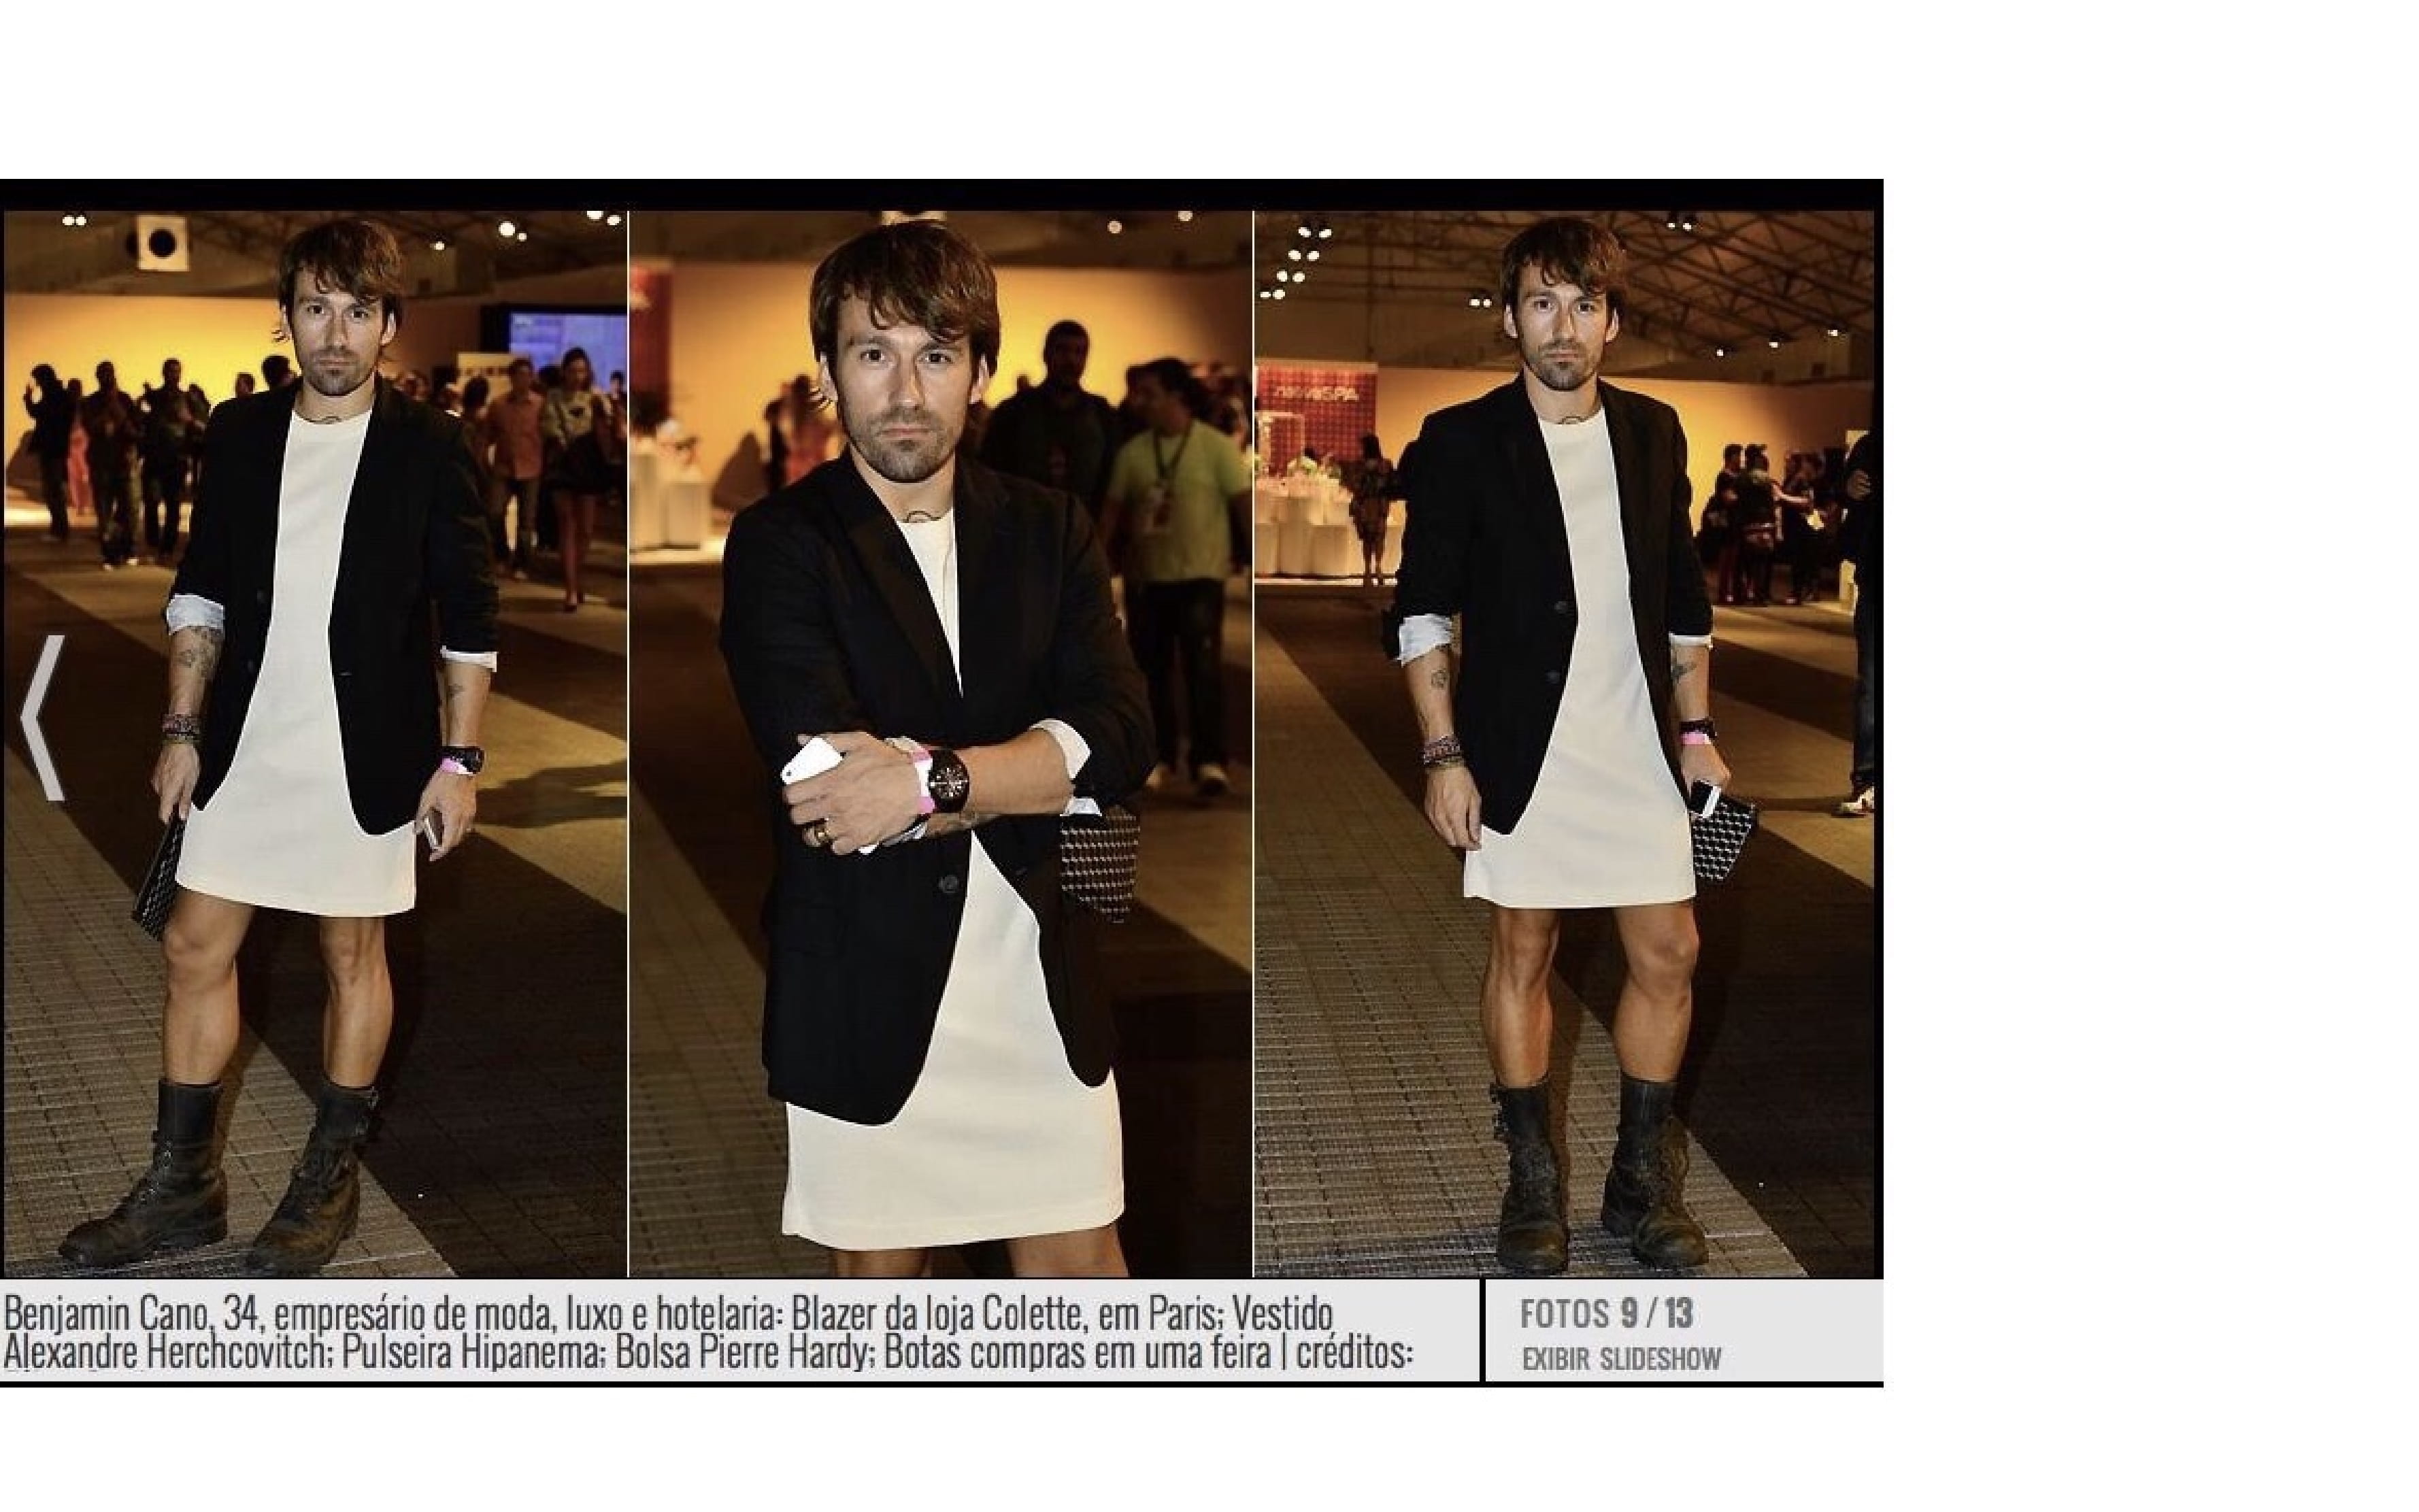 Benjamin Cano, 34, empresário de moda, luxo e hotelaria: Blazer da loja Colette, em Paris; Vestido
Alexandre Herchcovitch; Pulseira Hipanema; Bolsa Pierre Hardy; Botas compras em uma feira | créditos:
FOTOS 9 / 13
EXIBIR SLIDESHOW